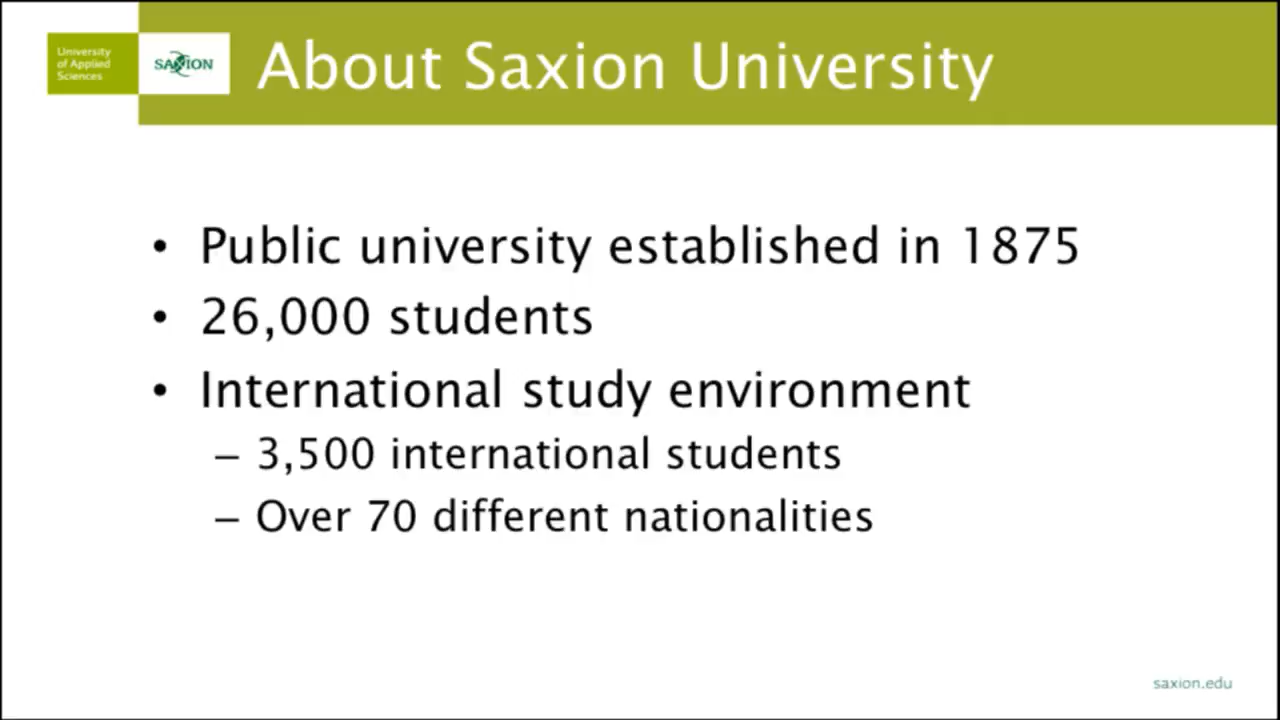 University
of Applied
Sciences
SAXION
About Saxion University
• Public university established in 1875
• 26,000 students
• International study environment
– 3,500 international students
– Over 70 different nationalities
saxion.edu